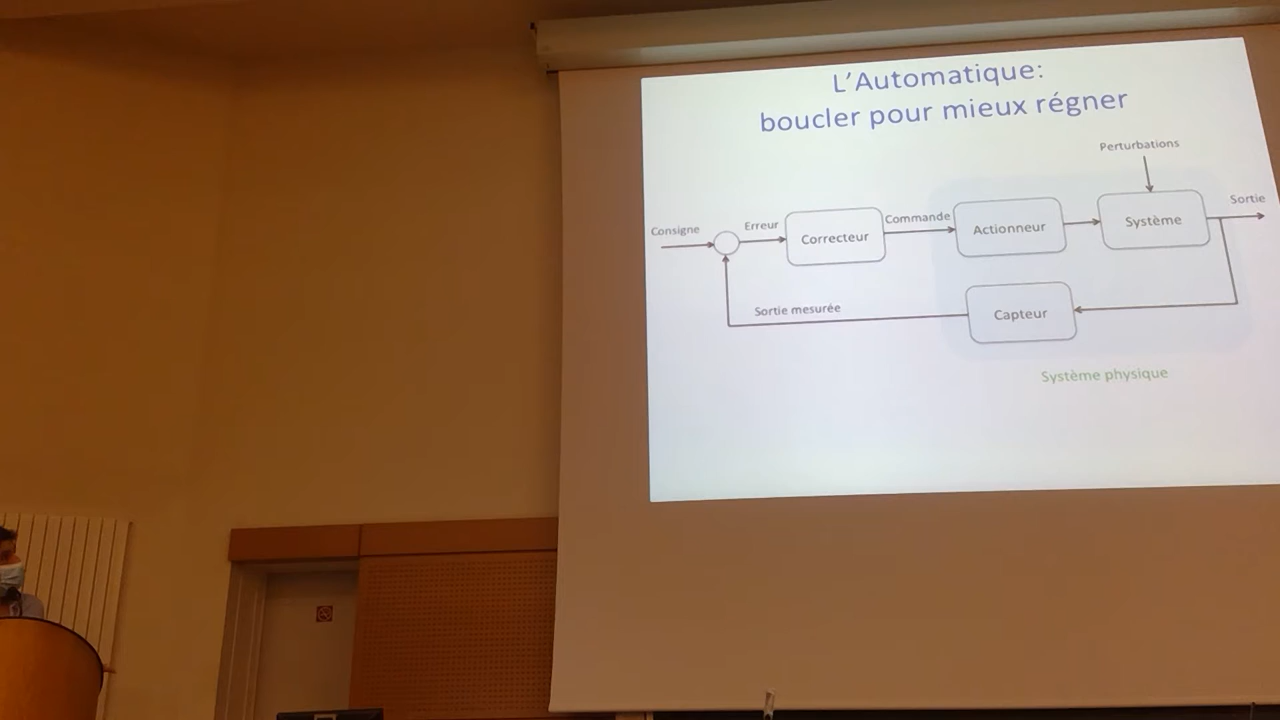 L'Automatique:
boucler pour mieux régner
Perturbations
Consigne
Erreur
Correcteur
Commande
Actionneur
Système
Sortie
Sortie mesurée
Capteur
Système physique